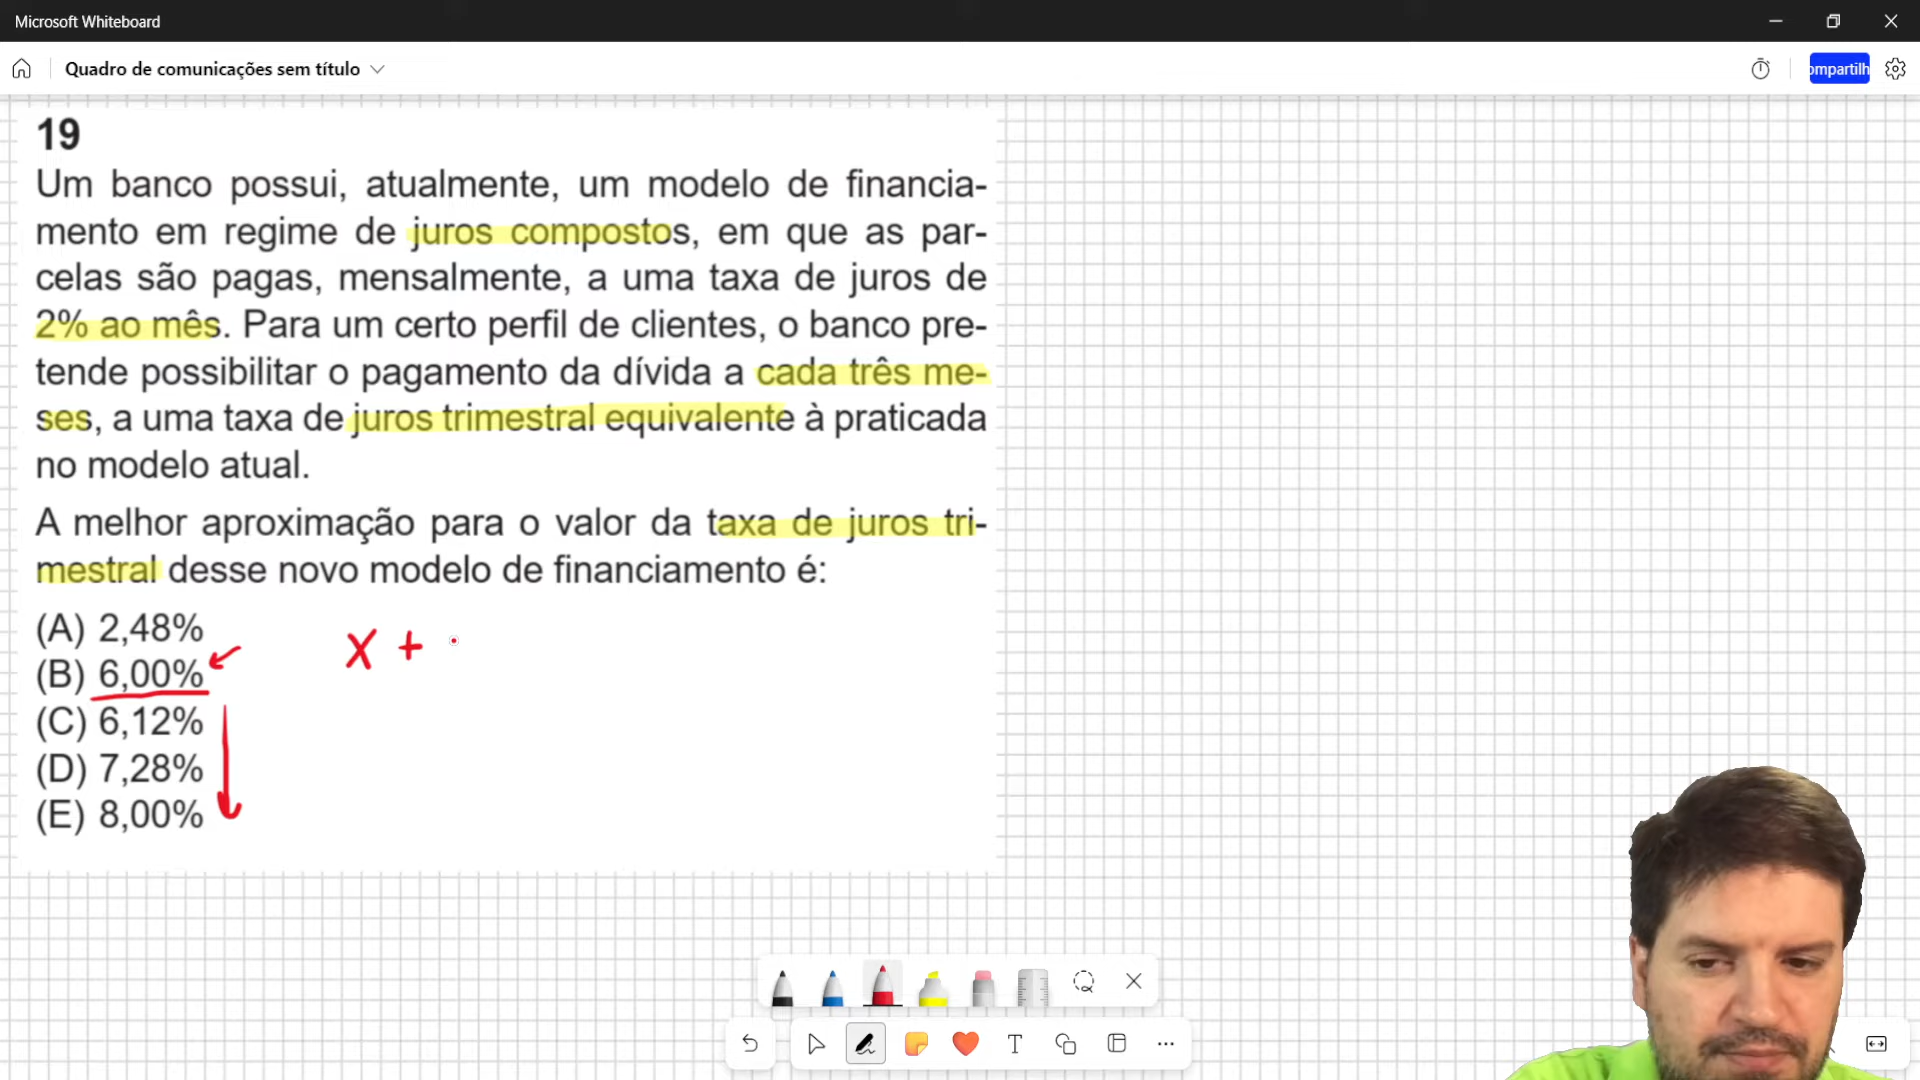 Microsoft Whiteboard
Quadro de comunicações sem título
ompartilh
19
Um banco possui, atualmente, um modelo de financia-
mento em regime de juros compostos, em que as par-
celas são pagas, mensalmente, a uma taxa de juros de
2% ao mês. Para um certo perfil de clientes, o banco pre-
tende possibilitar o pagamento da dívida a cada três me-
ses, a uma taxa de juros trimestral equivalente à praticada
no modelo atual.
A melhor aproximação para o valor da taxa de juros tri-
mestral desse novo modelo de financiamento é:
(A) 2,48%
(B) 6,00%
(C) 6,12%
(D) 7,28%
(E) 8,00%
X +